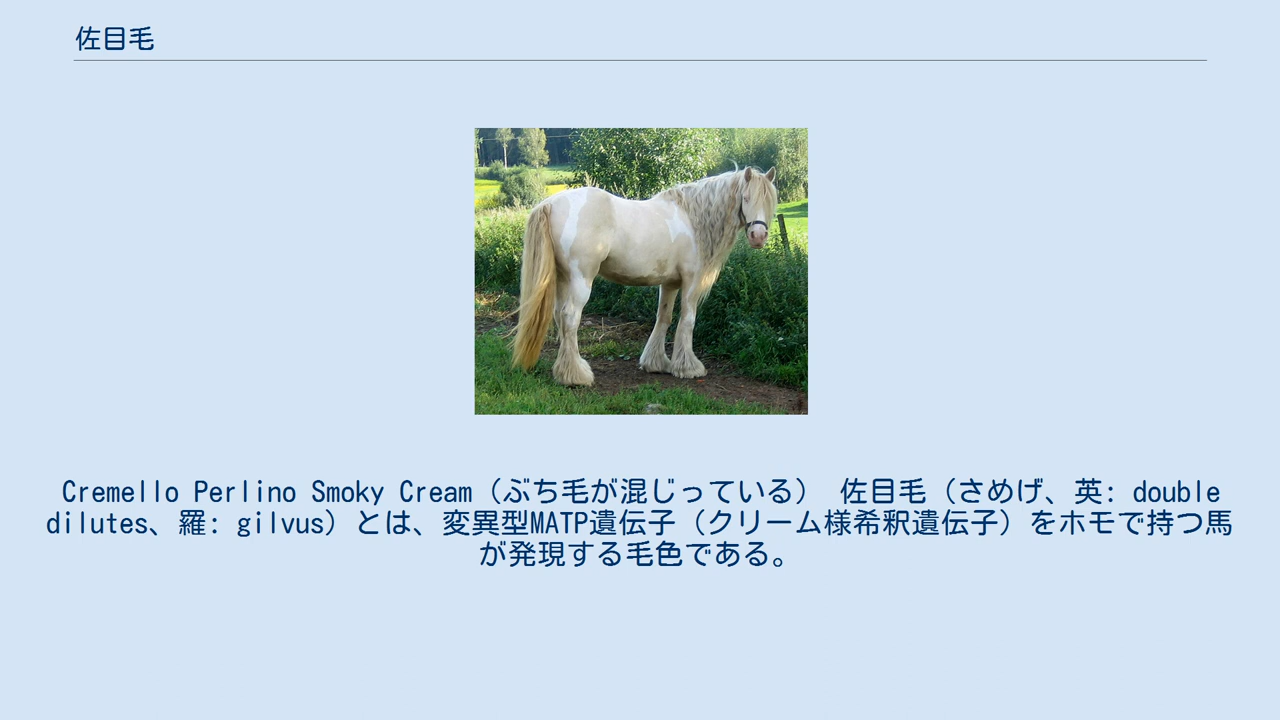 佐目毛
Cremello Perlino Smoky Cream（ぶち毛が混じっている） 佐目毛（さめげ、英: double
dilutes、羅: gilvus）とは、変異型MATP遺伝子（クリーム様希釈遺伝子）をホモで持つ馬
が発現する毛色である。